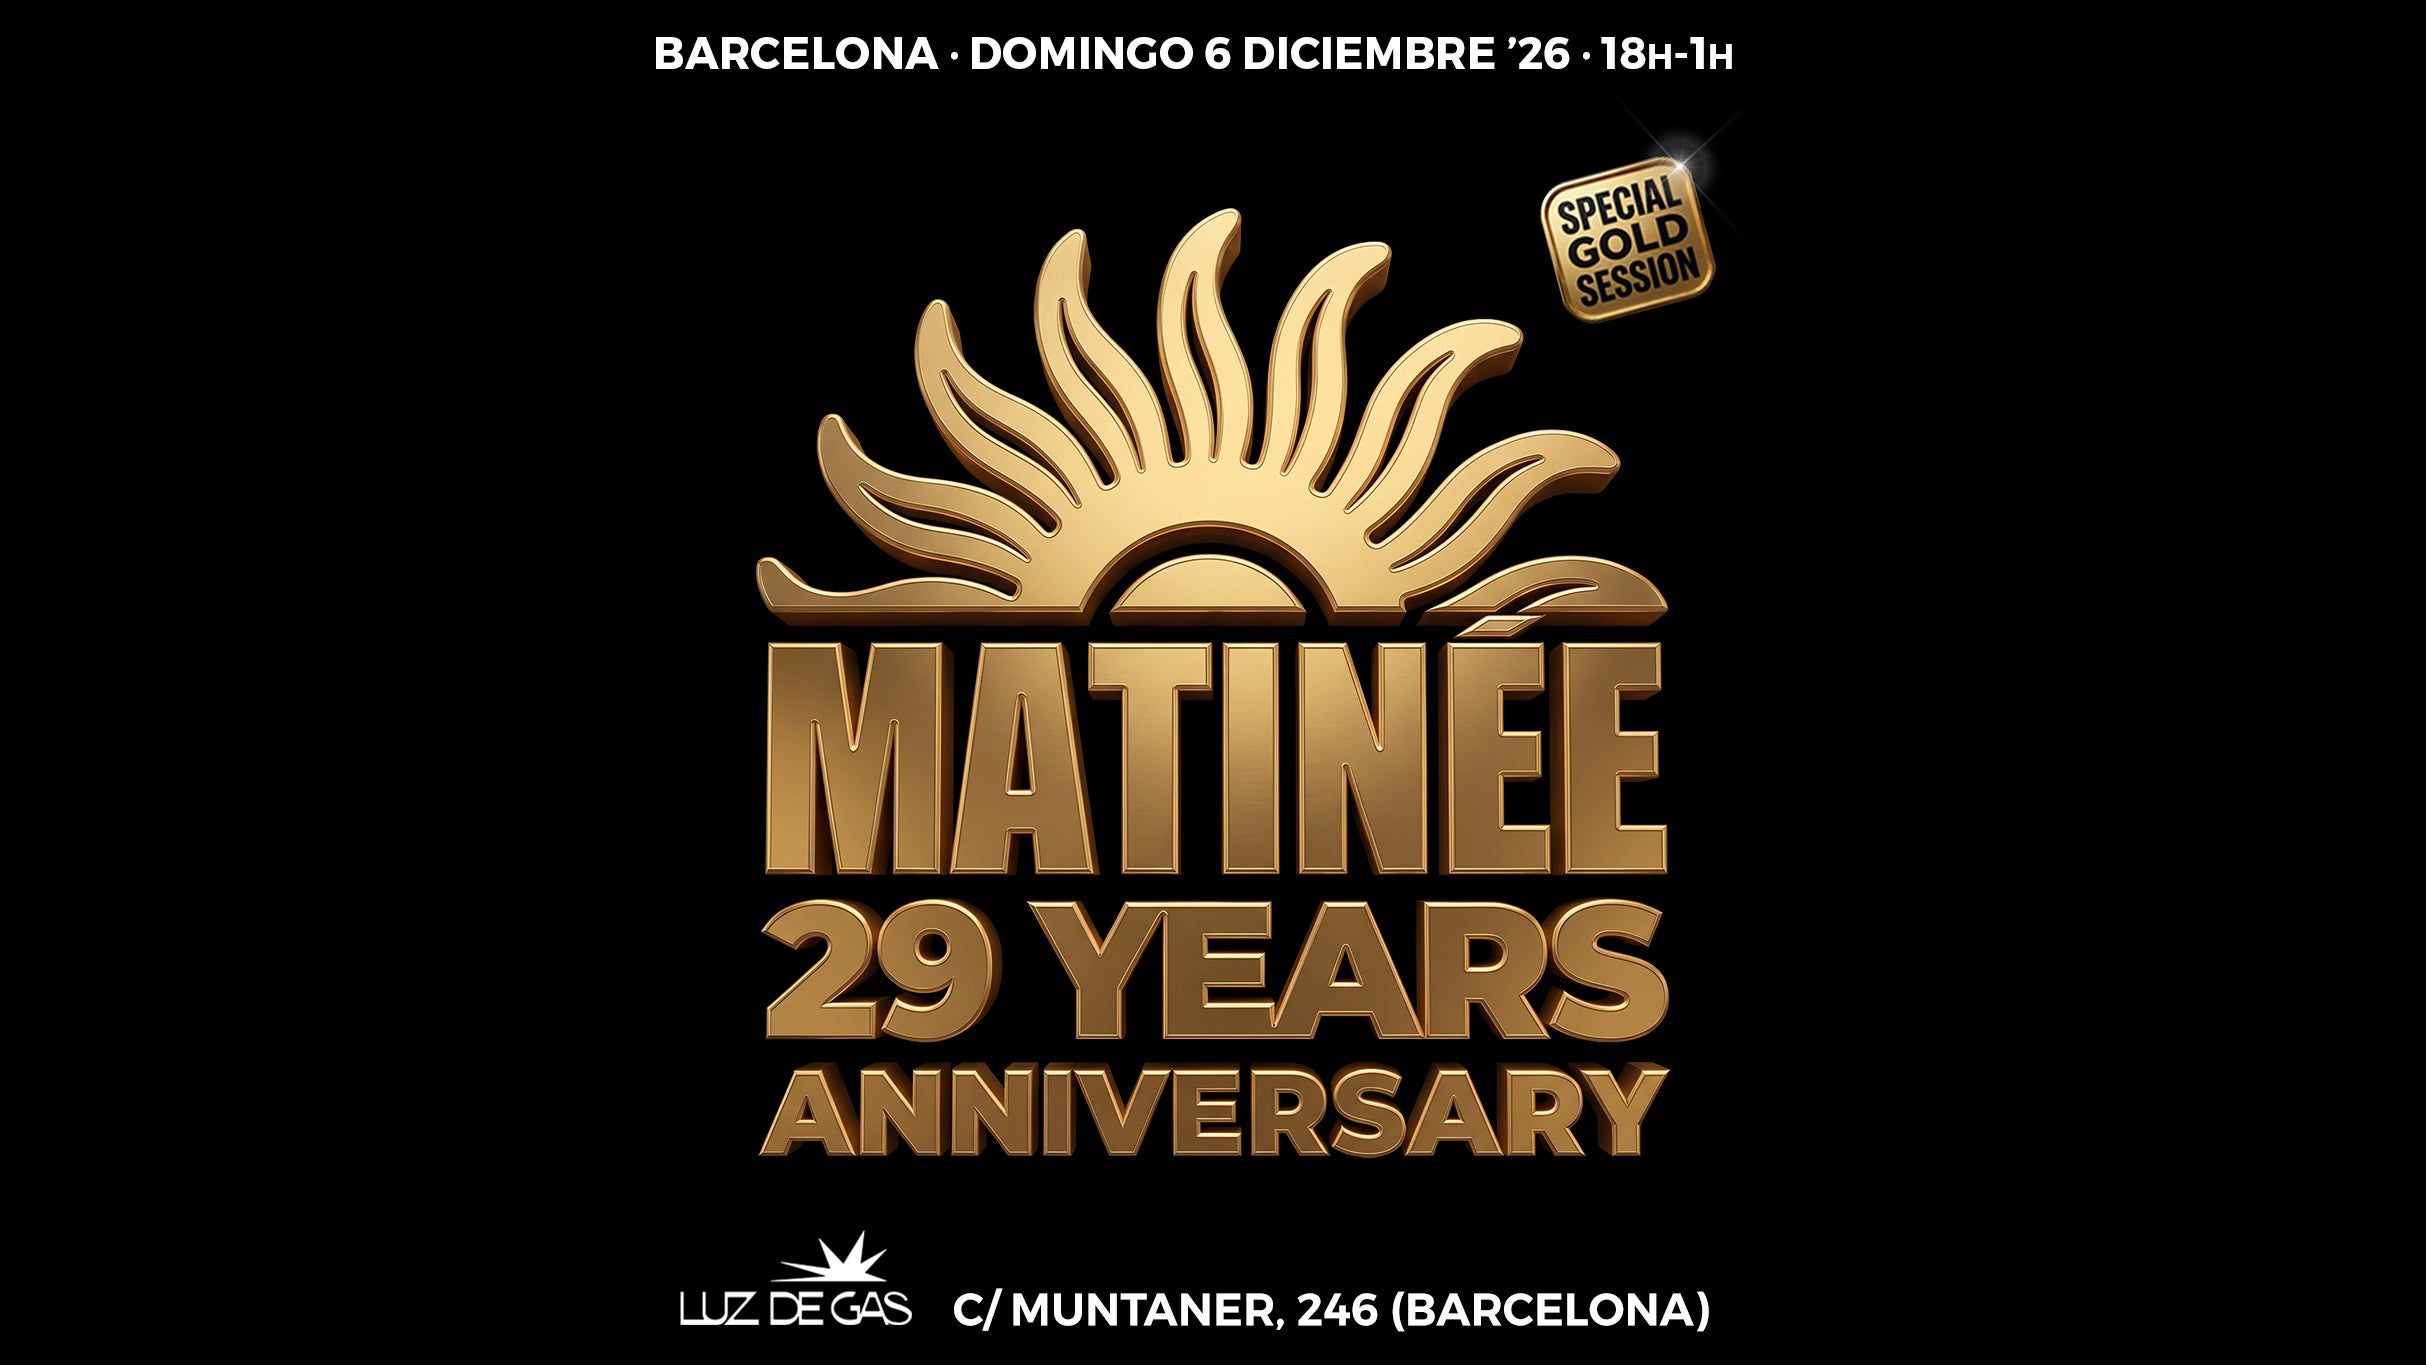 BARCELONA · DOMINGO 6 DICIEMBRE ’26 · 18H-1H
SPECIAL
GOLD
SESSION
MATINÉE
29 YEARS
ANNIVERSARY
LUZ DE GAS
C/ MUNTANER, 246 (BARCELONA)